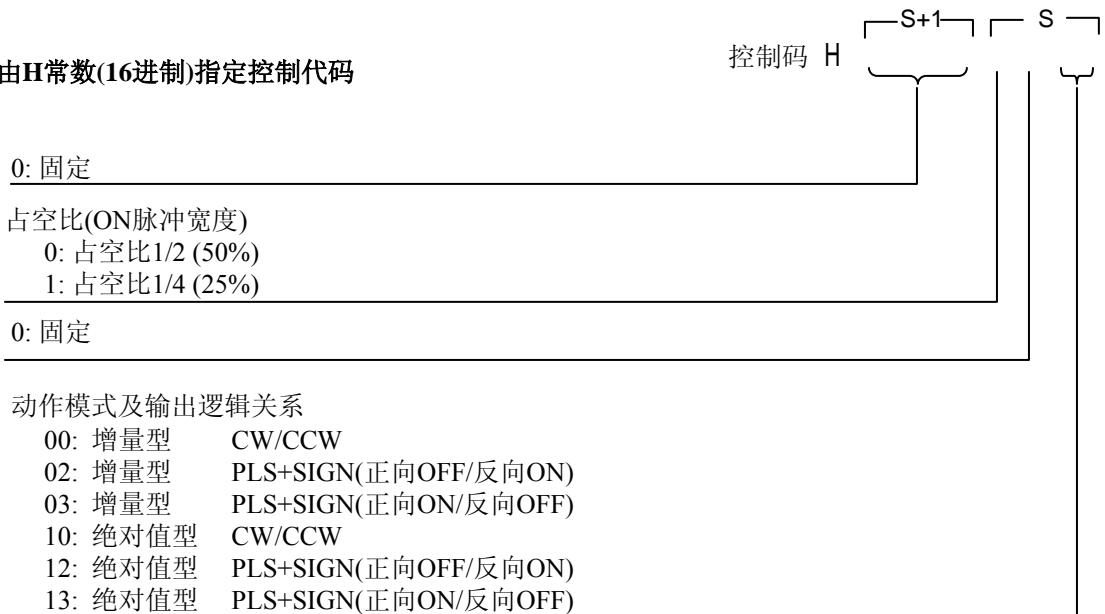 S+1 S
控制码 H
由H常数(16进制)指定控制代码
0: 固定
占空比(ON脉冲宽度)
0: 占空比1/2 (50%)
1: 占空比1/4 (25%)
0: 固定
动作模式及输出逻辑关系
00: 增量型 CW/CCW
02: 增量型 PLS+SIGN(正向OFF/反向ON)
03: 增量型 PLS+SIGN(正向ON/反向OFF)
10: 绝对值型 CW/CCW
12: 绝对值型 PLS+SIGN(正向OFF/反向ON)
13: 绝对值型 PLS+SIGN(正向ON/反向OFF)